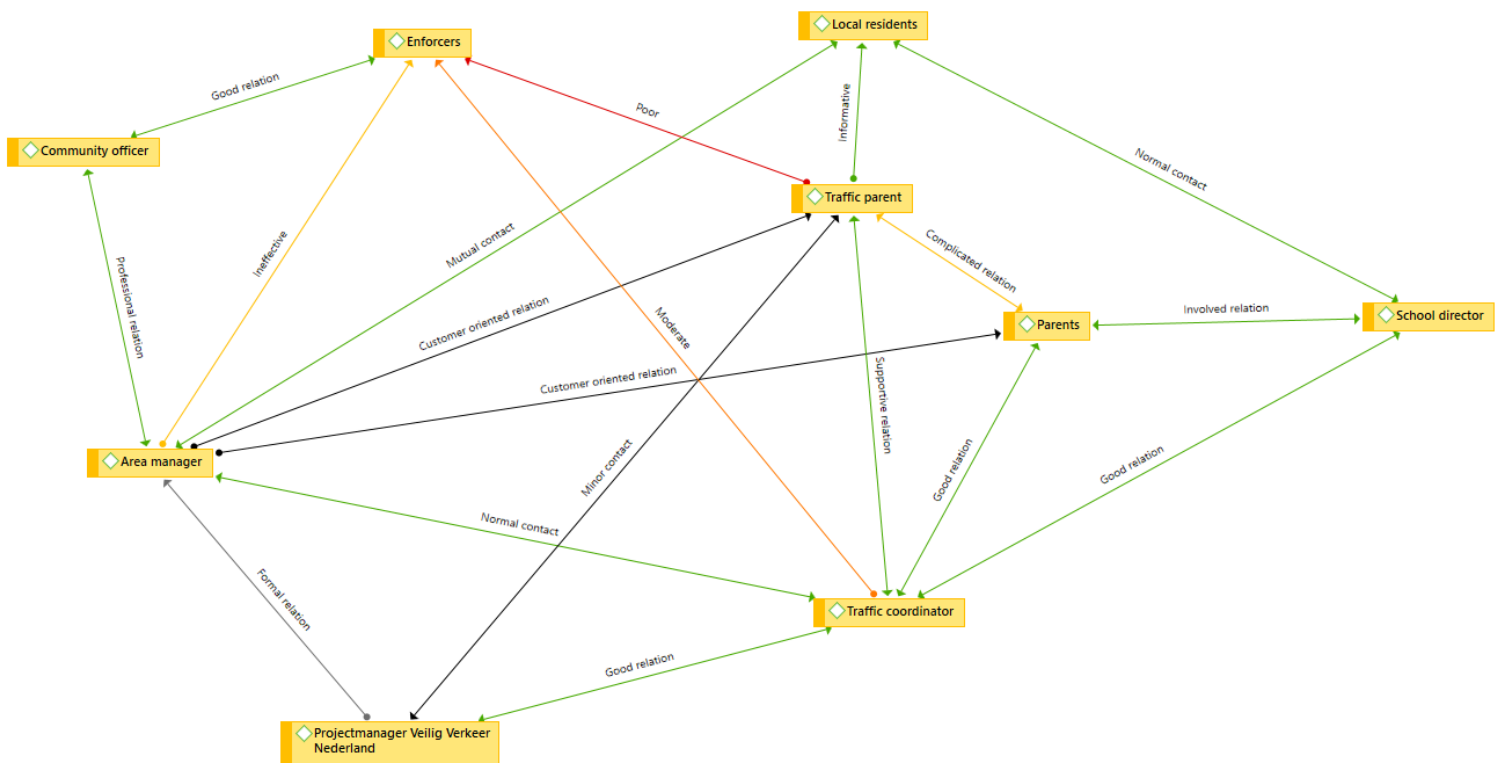 Local residents
Enforcers
Good relation
Poor
Informative
Community officer
Normal contact
Traffic parent
Mutual contact
Ineffective
Complicated relation
Professional relation
Customer oriented relation
Moderate
Involved relation
School director
Parents
Customer oriented relation
Supportive relation
Area manager
Minor contact
Good relation
Good relation
Normal contact
Formal relation
Traffic coordinator
Good relation
Projectmanager Veilig Verkeer
Nederland